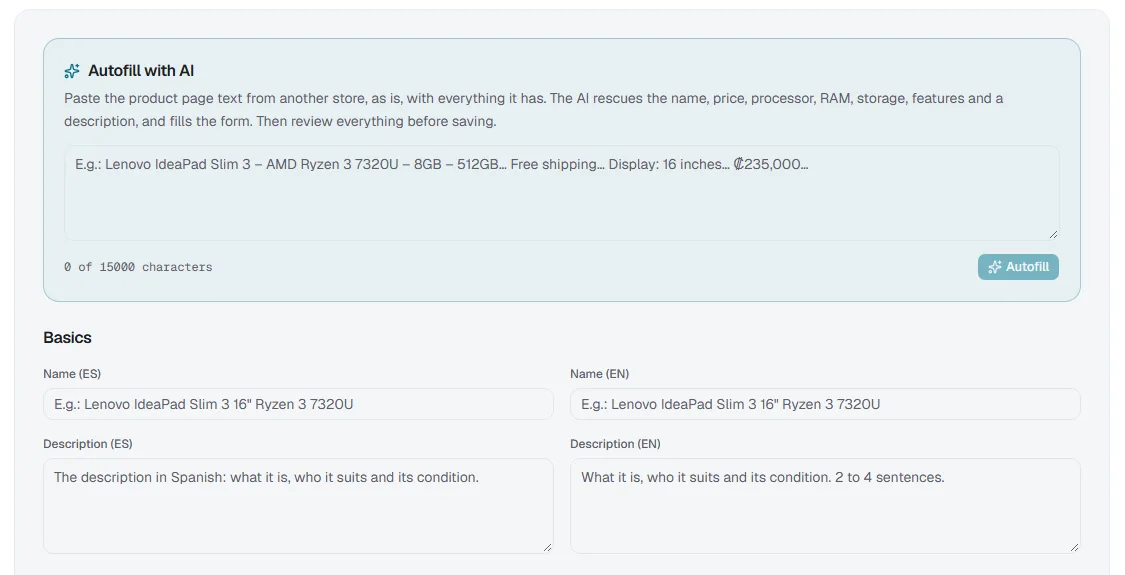 Autofill with AI
Paste the product page text from another store, as is, with everything it has. The AI rescues the name, price, processor, RAM, storage, features and a
description, and fills the form. Then review everything before saving.
E.g.: Lenovo IdeaPad Slim 3 – AMD Ryzen 3 7320U – 8GB – 512GB... Free shipping... Display: 16 inches... ₡235,000...
0 of 15000 characters
Autofill
Basics
Name (ES)
Name (EN)
E.g.: Lenovo IdeaPad Slim 3 16" Ryzen 3 7320U
E.g.: Lenovo IdeaPad Slim 3 16" Ryzen 3 7320U
Description (ES)
Description (EN)
The description in Spanish: what it is, who it suits and its condition.
What it is, who it suits and its condition. 2 to 4 sentences.